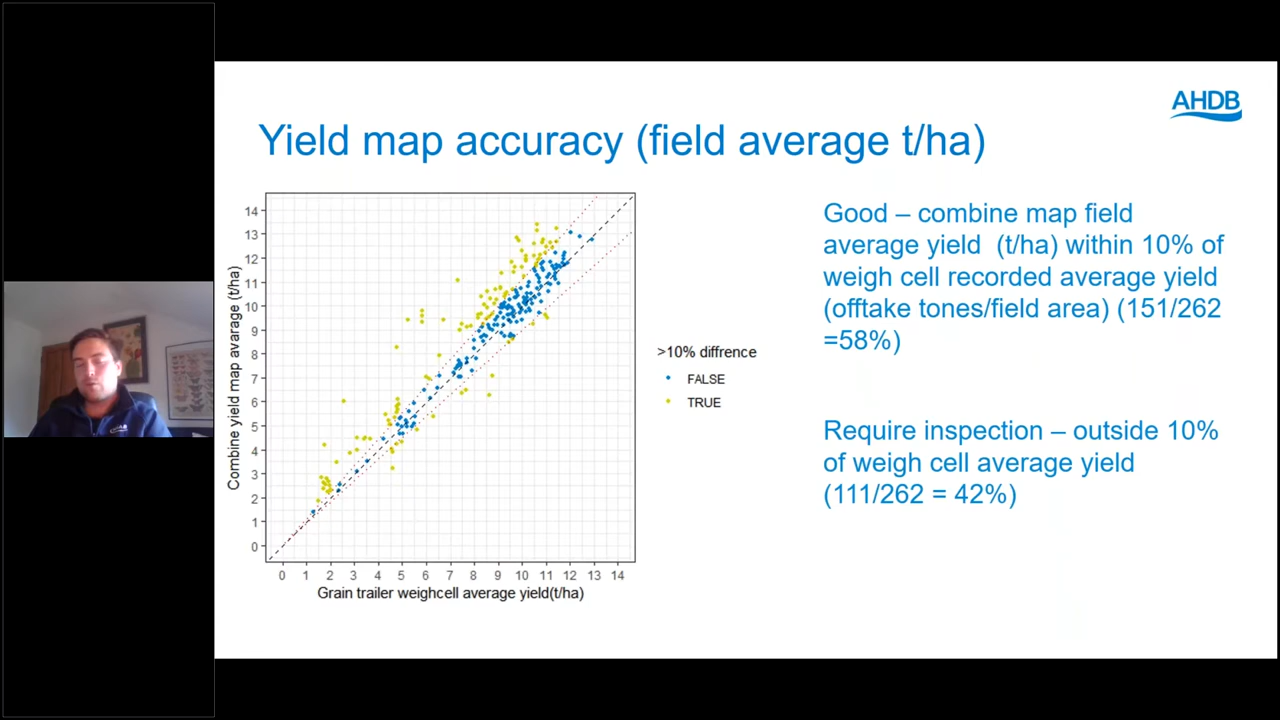 AHDB
Yield map accuracy (field average t/ha)
Good – combine map field
average yield (t/ha) within 10% of
weigh cell recorded average yield
(offtake tones/field area) (151/262
=58%)
Require inspection – outside 10%
of weigh cell average yield
(111/262 = 42%)
Combine yield map avarage (t/ha)
14
13
12
11
10
9
8
7
6
5
4
3
2
1
0
0 1 2 3 4 5 6 7 8 9 10 11 12 13 14
Grain trailer weighcell average yield(t/ha)
>10% diffrence
FALSE
TRUE